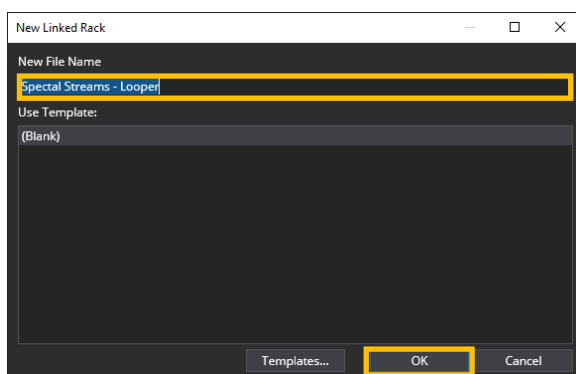 New Linked Rack
New File Name
Spectal Streams - Looper
Use Template:
(Blank)
Templates... OK Cancel